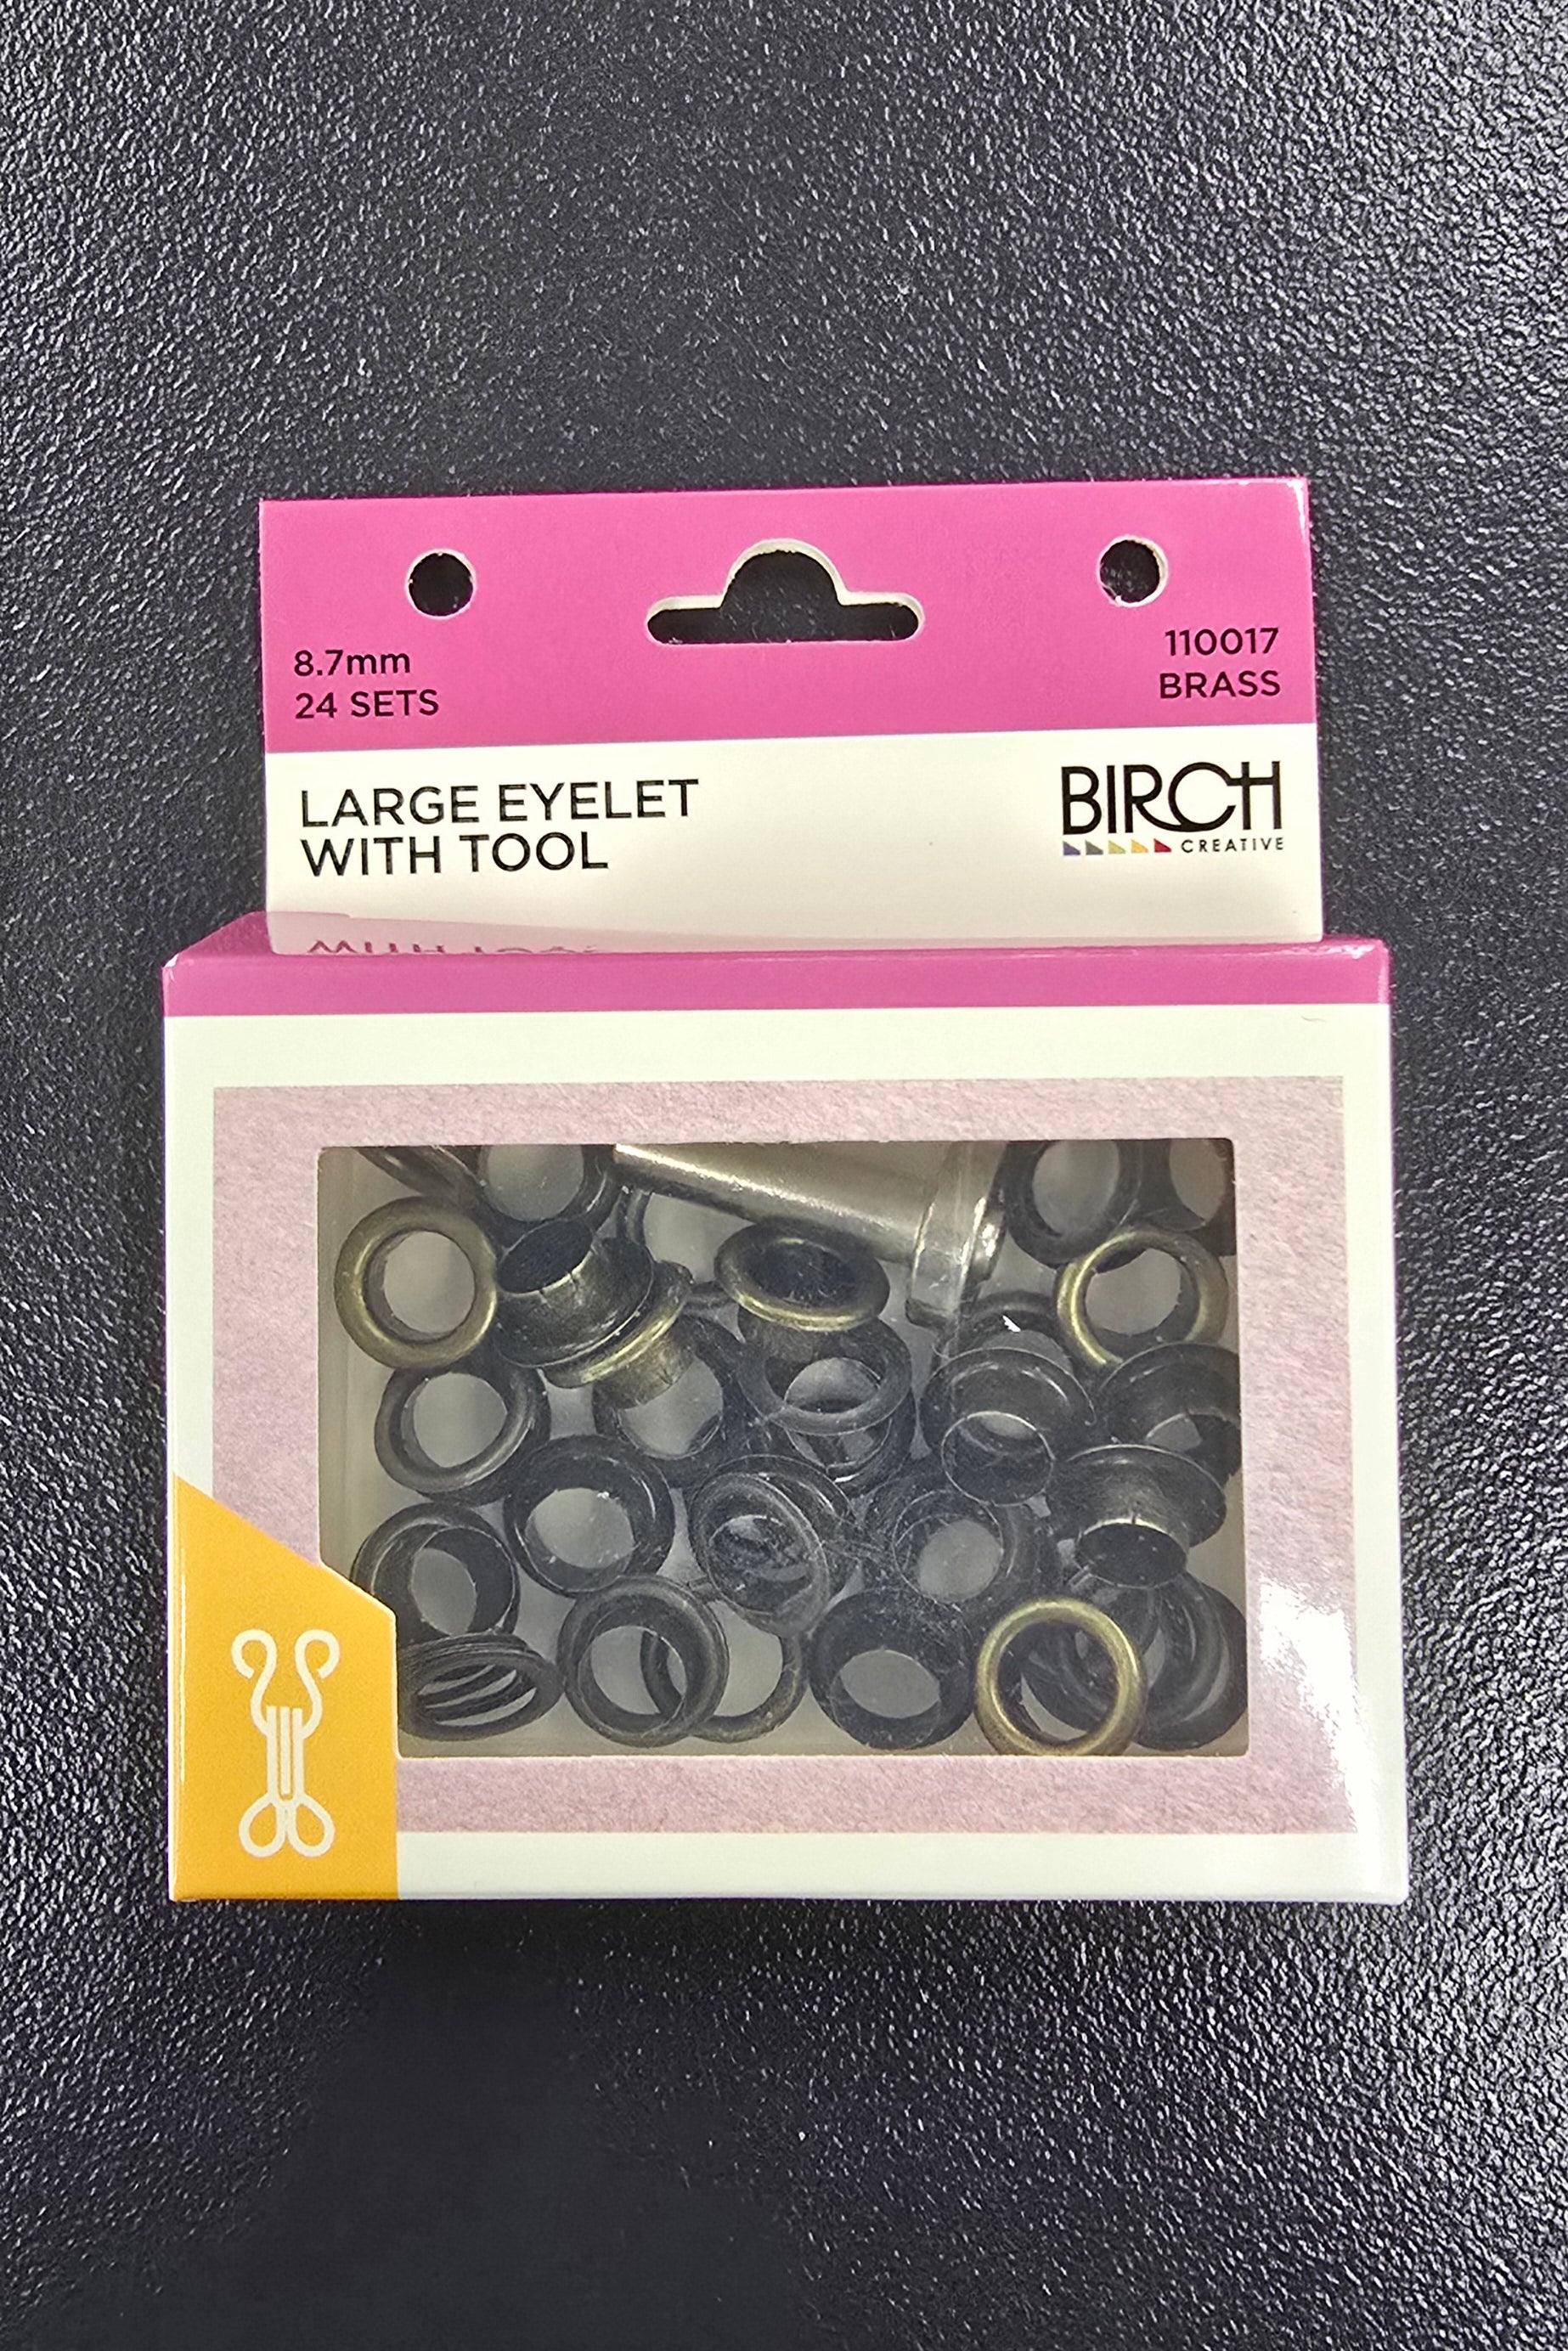 8.7mm
24 SETS
110017
BRASS
LARGE EYELET
WITH TOOL
BIRCH
CREATIVE